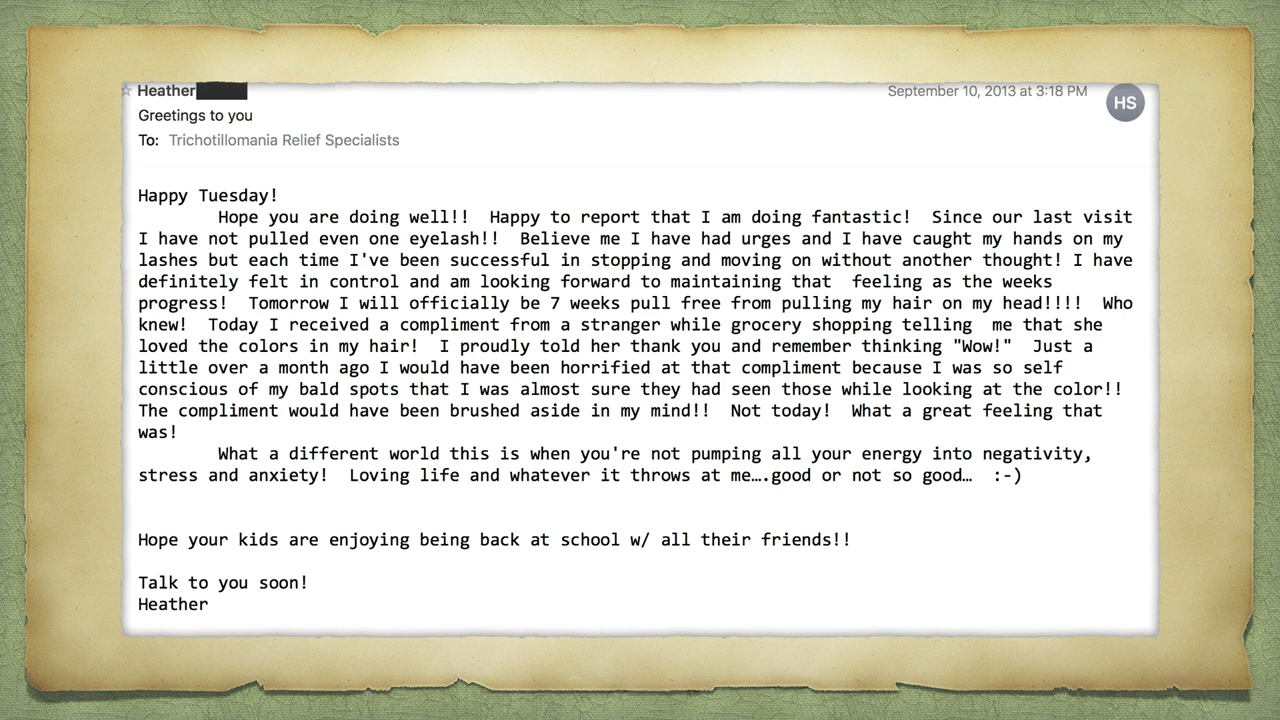 Heather
September 10, 2013 at 3:18 PM
HS
Greetings to you
To: Trichotillomania Relief Specialists
Happy Tuesday!
Hope you are doing well!! Happy to report that I am doing fantastic! Since our last visit
I have not pulled even one eyelash!! Believe me I have had urges and I have caught my hands on my
lashes but each time I've been successful in stopping and moving on without another thought! I have
definitely felt in control and am looking forward to maintaining that feeling as the weeks
progress! Tomorrow I will officially be 7 weeks pull free from pulling my hair on my head!!!! Who
knew! Today I received a compliment from a stranger while grocery shopping telling me that she
loved the colors in my hair! I proudly told her thank you and remember thinking "Wow!" Just a
little over a month ago I would have been horrified at that compliment because I was so self
conscious of my bald spots that I was almost sure they had seen those while looking at the color!!
The compliment would have been brushed aside in my mind!! Not today! What a great feeling that
was!
What a different world this is when you're not pumping all your energy into negativity,
stress and anxiety! Loving life and whatever it throws at me….good or not so good… :-)
Hope your kids are enjoying being back at school w/ all their friends!!
Talk to you soon!
Heather